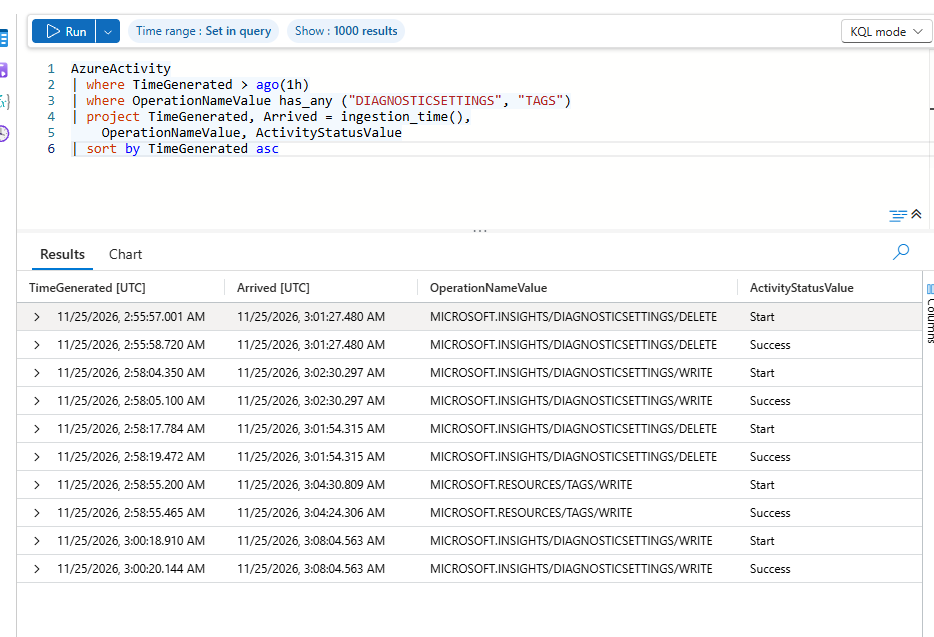 Run
Time range : Set in query
Show : 1000 results
KQL mode
1 AzureActivity
2 | where TimeGenerated > ago(1h)
3 | where OperationNameValue has_any ("DIAGNOSTICSETTINGS", "TAGS")
4 | project TimeGenerated, Arrived = ingestion_time(),
5 OperationNameValue, ActivityStatusValue
6 | sort by TimeGenerated asc
Results Chart
TimeGenerated [UTC] Arrived [UTC] OperationNameValue ActivityStatusValue
11/25/2026, 2:55:57.001 AM 11/25/2026, 3:01:27.480 AM MICROSOFT.INSIGHTS/DIAGNOSTICSETTINGS/DELETE Start
11/25/2026, 2:55:58.720 AM 11/25/2026, 3:01:27.480 AM MICROSOFT.INSIGHTS/DIAGNOSTICSETTINGS/DELETE Success
11/25/2026, 2:58:04.350 AM 11/25/2026, 3:02:30.297 AM MICROSOFT.INSIGHTS/DIAGNOSTICSETTINGS/WRITE Start
11/25/2026, 2:58:05.100 AM 11/25/2026, 3:02:30.297 AM MICROSOFT.INSIGHTS/DIAGNOSTICSETTINGS/WRITE Success
11/25/2026, 2:58:17.784 AM 11/25/2026, 3:01:54.315 AM MICROSOFT.INSIGHTS/DIAGNOSTICSETTINGS/DELETE Start
11/25/2026, 2:58:19.472 AM 11/25/2026, 3:01:54.315 AM MICROSOFT.INSIGHTS/DIAGNOSTICSETTINGS/DELETE Success
11/25/2026, 2:58:55.200 AM 11/25/2026, 3:04:30.809 AM MICROSOFT.RESOURCES/TAGS/WRITE Start
11/25/2026, 2:58:55.465 AM 11/25/2026, 3:04:24.306 AM MICROSOFT.RESOURCES/TAGS/WRITE Success
11/25/2026, 3:00:18.910 AM 11/25/2026, 3:08:04.563 AM MICROSOFT.INSIGHTS/DIAGNOSTICSETTINGS/WRITE Start
11/25/2026, 3:00:20.144 AM 11/25/2026, 3:08:04.563 AM MICROSOFT.INSIGHTS/DIAGNOSTICSETTINGS/WRITE Success
Columns